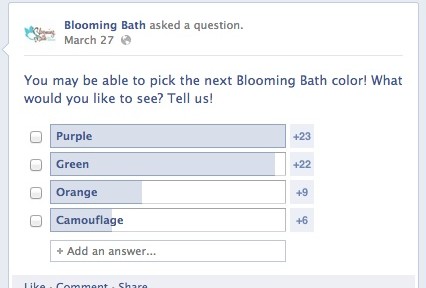 Blooming Bath asked a question.
March 27
You may be able to pick the next Blooming Bath color! What
would you like to see? Tell us!
Purple +23
Green +22
Orange +9
Camouflage +6
+ Add an answer...
Like · Comment · Share